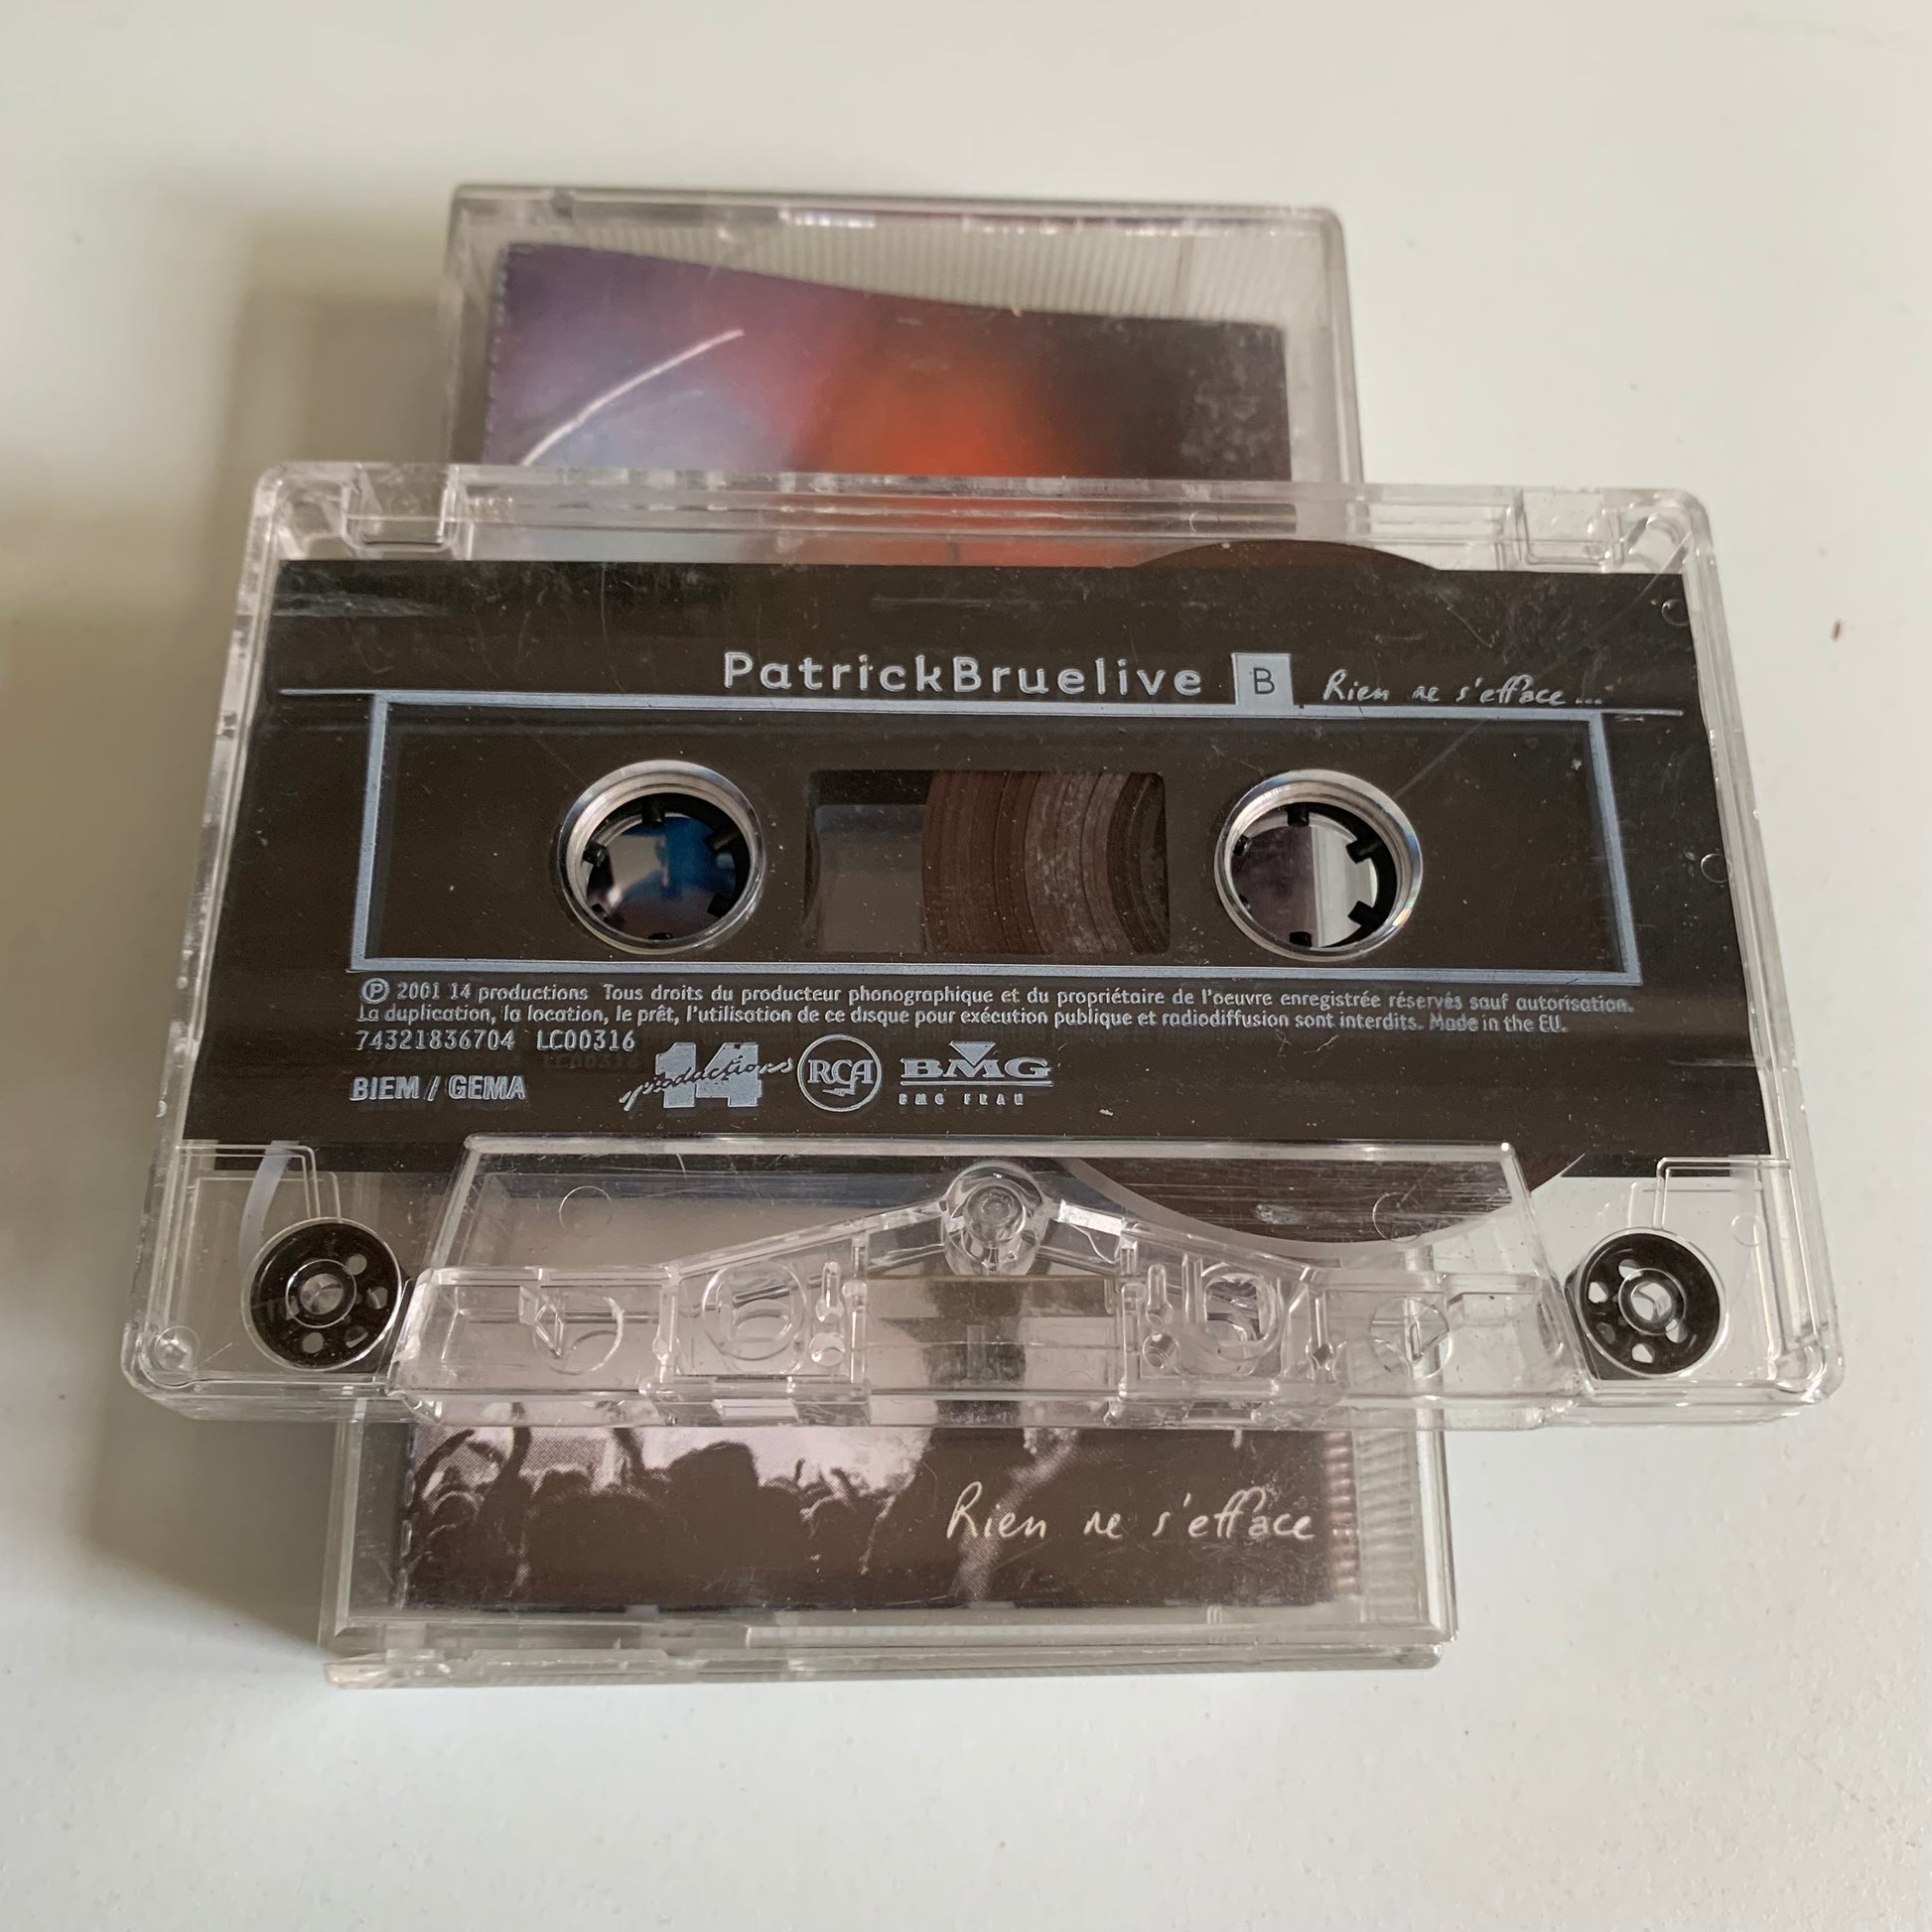 PatrickBruelive B Rien ne s'efface...
Ⓟ 2001 14 productions Tous droits du producteur phonographique et du propriétaire de l'oeuvre enregistrée réservés sauf autorisation.
La duplication, la location, le prêt, l'utilisation de ce disque pour exécution publique et radiodiffusion sont interdits. Made in the EU.
74321836704 LC00316
BIEM / GEMA
14 productions RCA BMG
BMG FRAN
Rien ne s'efface...